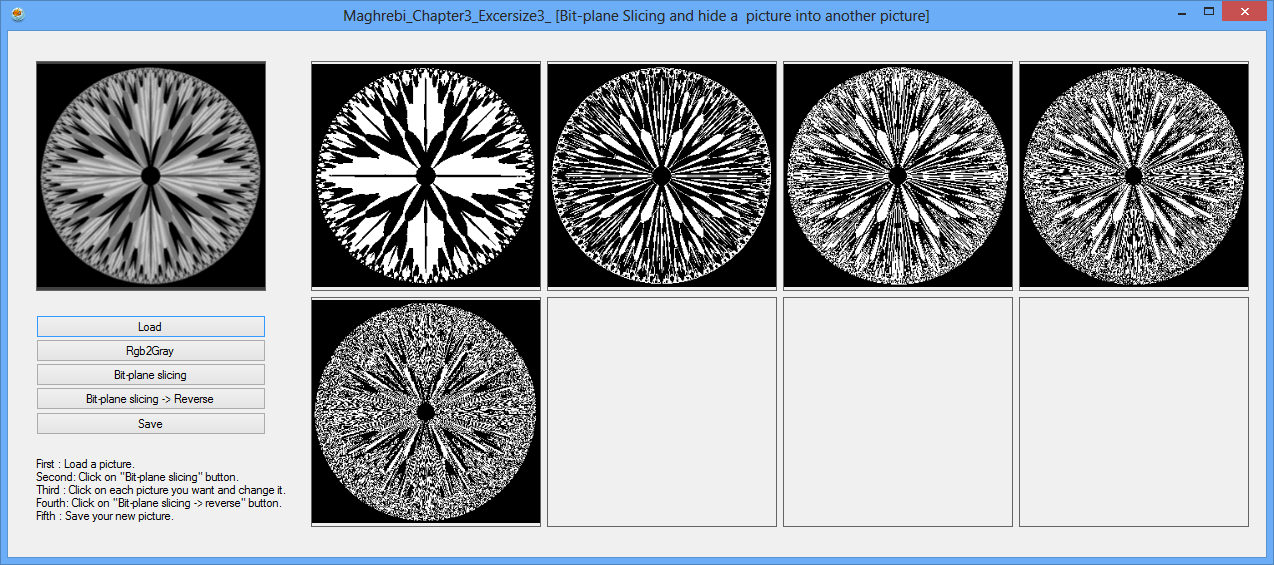 Maghrebi_Chapter3_Excersize3_ [Bit-plane Slicing and hide a  picture into another picture]
Load
Rgb2Gray
Bit-plane slicing
Bit-plane slicing -> Reverse
Save
First : Load a picture.
Second: Click on "Bit-plane slicing" button.
Third : Click on each picture you want and change it.
Fourth: Click on "Bit-plane slicing -> reverse" button.
Fifth : Save your new picture.